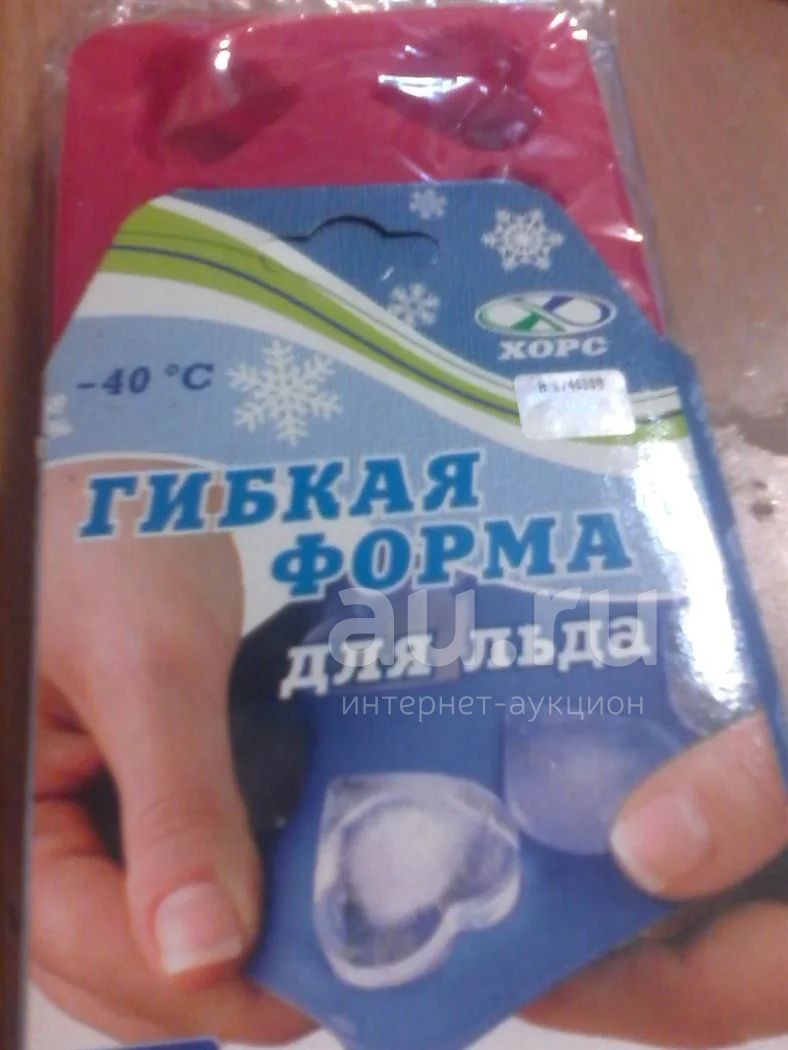 ХОРС
-40 °C
ГИБКАЯ
ФОРМА
для льда
au.ru
интернет-аукцион